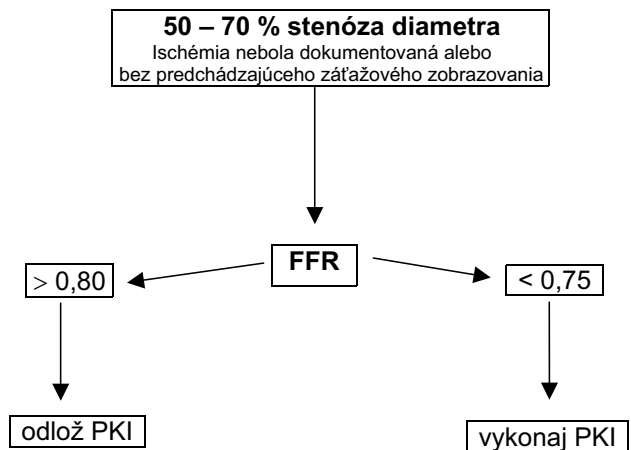 50 – 70 % stenóza diametra
Ischémia nebola dokumentovaná alebo
bez predchádzajúceho záťažového zobrazovania
FFR
> 0,80
< 0,75
odlož PKI
vykonaj PKI